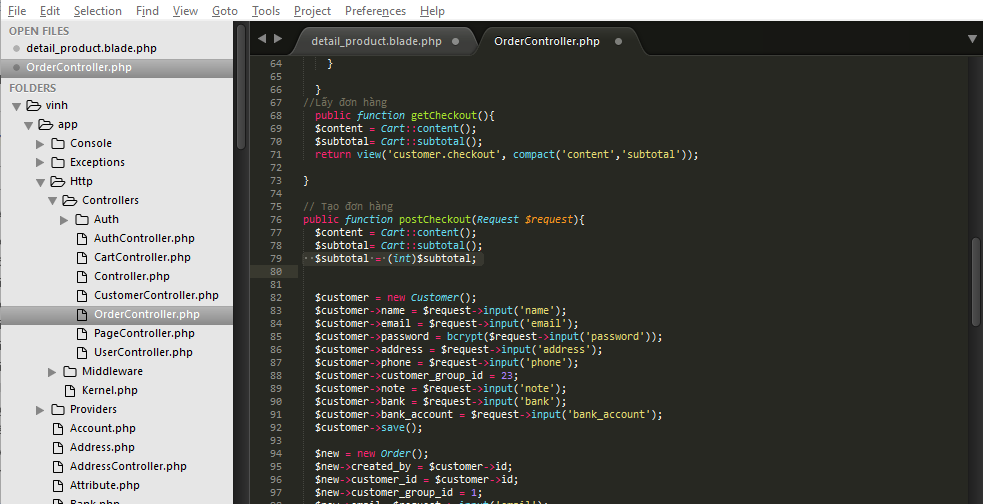 File Edit Selection Find View Goto Tools Project Preferences Help
OPEN FILES
detail_product.blade.php
OrderController.php
FOLDERS
vinh
app
Console
Exceptions
Http
Controllers
Auth
AuthController.php
CartController.php
Controller.php
CustomerController.php
OrderController.php
PageController.php
UserController.php
Middleware
Kernel.php
Providers
Account.php
Address.php
AddressController.php
Attribute.php
Bank.php
detail_product.blade.php OrderController.php
64 }
65
66 }
67 //Lấy đơn hàng
68 public function getCheckout(){
69 $content = Cart::content();
70 $subtotal= Cart::subtotal();
71 return view('customer.checkout', compact('content','subtotal'));
72
73 }
74
75 // Tạo đơn hàng
76 public function postCheckout(Request $request){
77 $content = Cart::content();
78 $subtotal= Cart::subtotal();
79 $subtotal = (int)$subtotal;
80
81
82 $customer = new Customer();
83 $customer->name = $request->input('name');
84 $customer->email = $request->input('email');
85 $customer->password = bcrypt($request->input('password'));
86 $customer->address = $request->input('address');
87 $customer->phone = $request->input('phone');
88 $customer->customer_group_id = 23;
89 $customer->note = $request->input('note');
90 $customer->bank = $request->input('bank');
91 $customer->bank_account = $request->input('bank_account');
92 $customer->save();
93
94 $new = new Order();
95 $new->created_by = $customer->id;
96 $new->customer_id = $customer->id;
97 $new->customer_group_id = 1;
98 $new->email = $request->input('email');